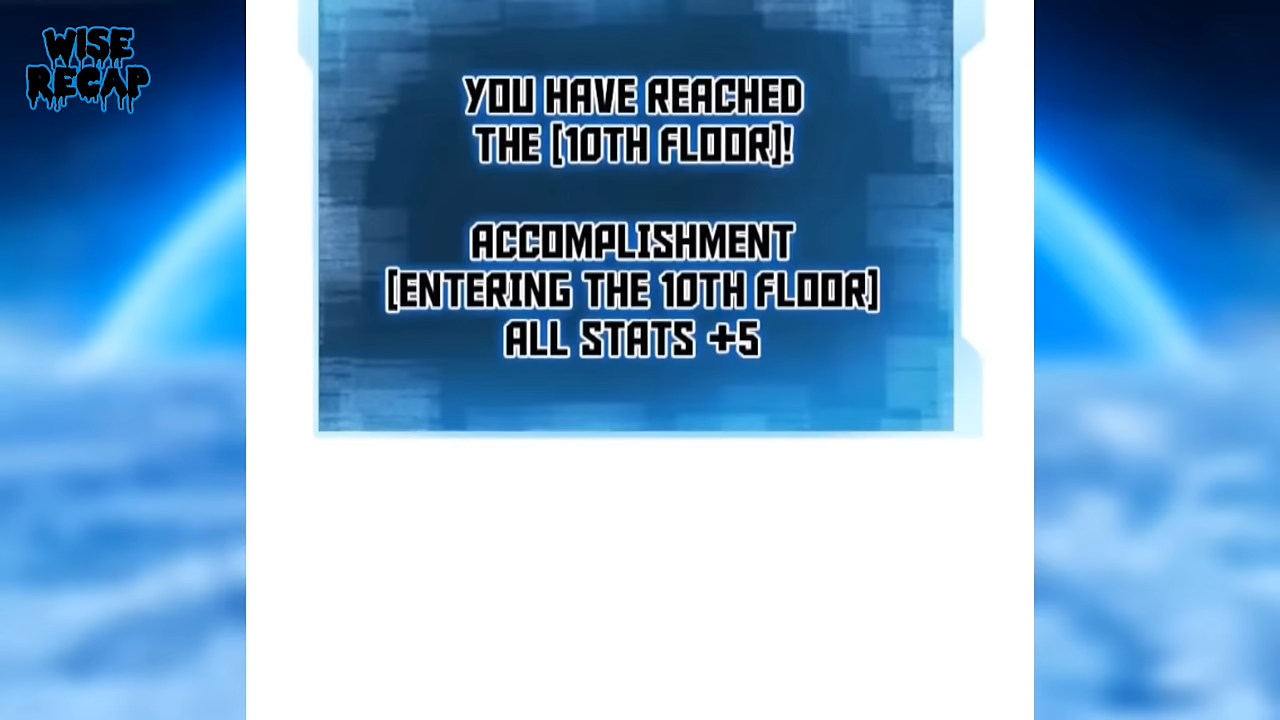 WISE
RECAP
YOU HAVE REACHED
THE [10TH FLOOR]!
ACCOMPLISHMENT
[ENTERING THE 10TH FLOOR]
ALL STATS +5